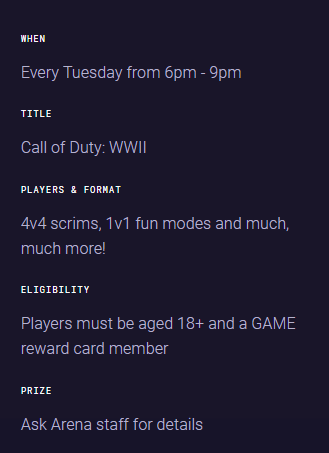 WHEN
Every Tuesday from 6pm - 9pm
TITLE
Call of Duty: WWII
PLAYERS & FORMAT
4v4 scrims, 1v1 fun modes and much,
much more!
ELIGIBILITY
Players must be aged 18+ and a GAME
reward card member
PRIZE
Ask Arena staff for details